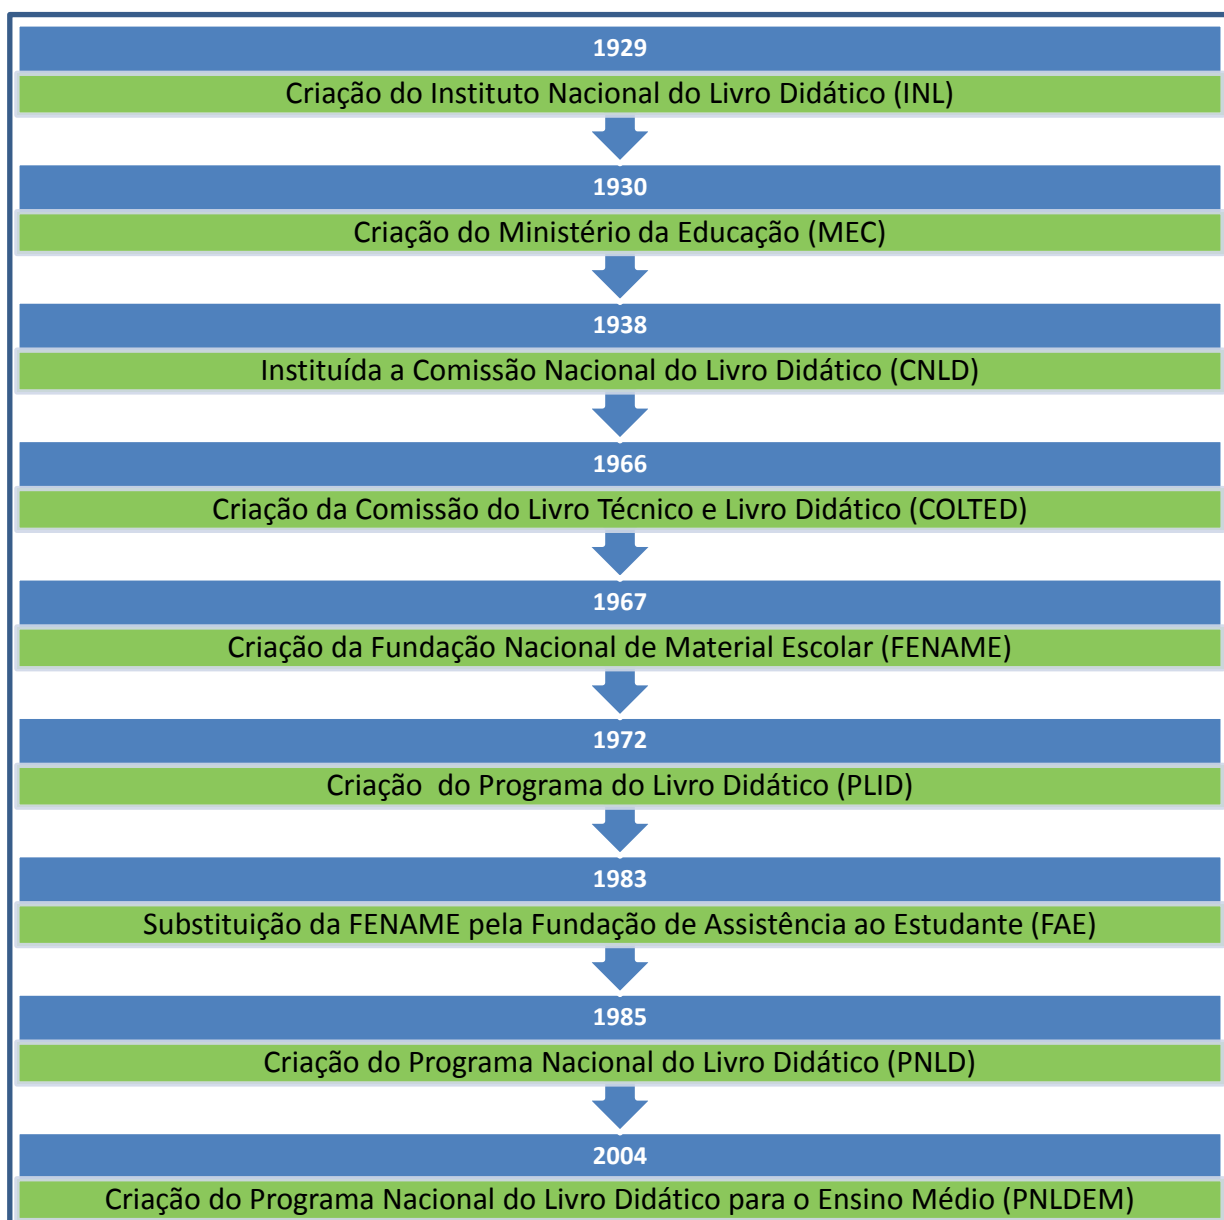 1929
Criação do Instituto Nacional do Livro Didático (INL)
1930
Criação do Ministério da Educação (MEC)
1938
Instituída a Comissão Nacional do Livro Didático (CNLD)
1966
Criação da Comissão do Livro Técnico e Livro Didático (COLTED)
1967
Criação da Fundação Nacional de Material Escolar (FENAME)
1972
Criação  do Programa do Livro Didático (PLID)
1983
Substituição da FENAME pela Fundação de Assistência ao Estudante (FAE)
1985
Criação do Programa Nacional do Livro Didático (PNLD)
2004
Criação do Programa Nacional do Livro Didático para o Ensino Médio (PNLDEM)